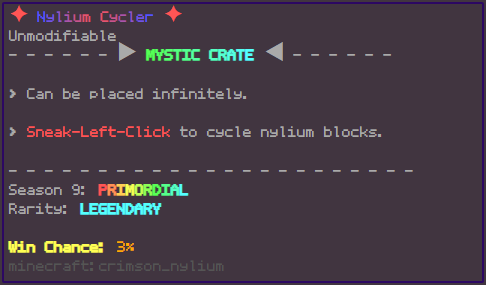 ✦ Nylium Cycler ✦
Unmodifiable
- - - - - - ▶ MYSTIC CRATE ◀ - - - - - -
> Can be placed infinitely.
> Sneak-Left-Click to cycle nylium blocks.
- - - - - - - - - - - - - - - - - - - - - - - -
Season 9: PRIMORDIAL
Rarity: LEGENDARY
Win Chance: 3%
minecraft:crimson_nylium